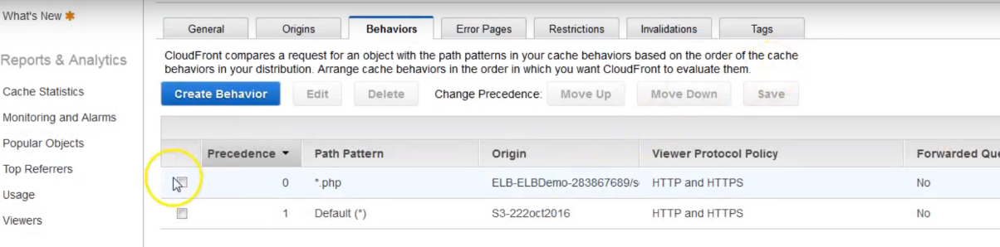 What's New
Reports & Analytics
Cache Statistics
Monitoring and Alarms
Popular Objects
Top Referrers
Usage
Viewers
General Origins Behaviors Error Pages Restrictions Invalidations Tags
CloudFront compares a request for an object with the path patterns in your cache behaviors based on the order of the cache
behaviors in your distribution. Arrange cache behaviors in the order in which you want CloudFront to evaluate them.
Create Behavior Edit Delete Change Precedence: Move Up Move Down Save
Precedence Path Pattern Origin Viewer Protocol Policy Forwarded Que
0 *.php ELB-ELBDemo-283867689/s HTTP and HTTPS No
1 Default (*) S3-222oct2016 HTTP and HTTPS No